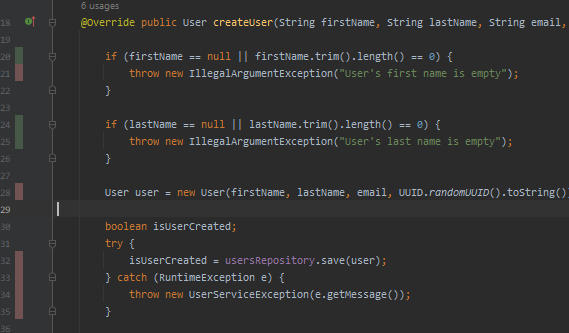 6 usages
18 @Override public User createUser(String firstName, String lastName, String email,
19
20 if (firstName == null || firstName.trim().length() == 0) {
21 throw new IllegalArgumentException("User's first name is empty");
22 }
23
24 if (lastName == null || lastName.trim().length() == 0) {
25 throw new IllegalArgumentException("User's last name is empty");
26 }
27
28 User user = new User(firstName, lastName, email, UUID.randomUUID().toString()
29
30 boolean isUserCreated;
31 try {
32 isUserCreated = usersRepository.save(user);
33 } catch (RuntimeException e) {
34 throw new UserServiceException(e.getMessage());
35 }
36